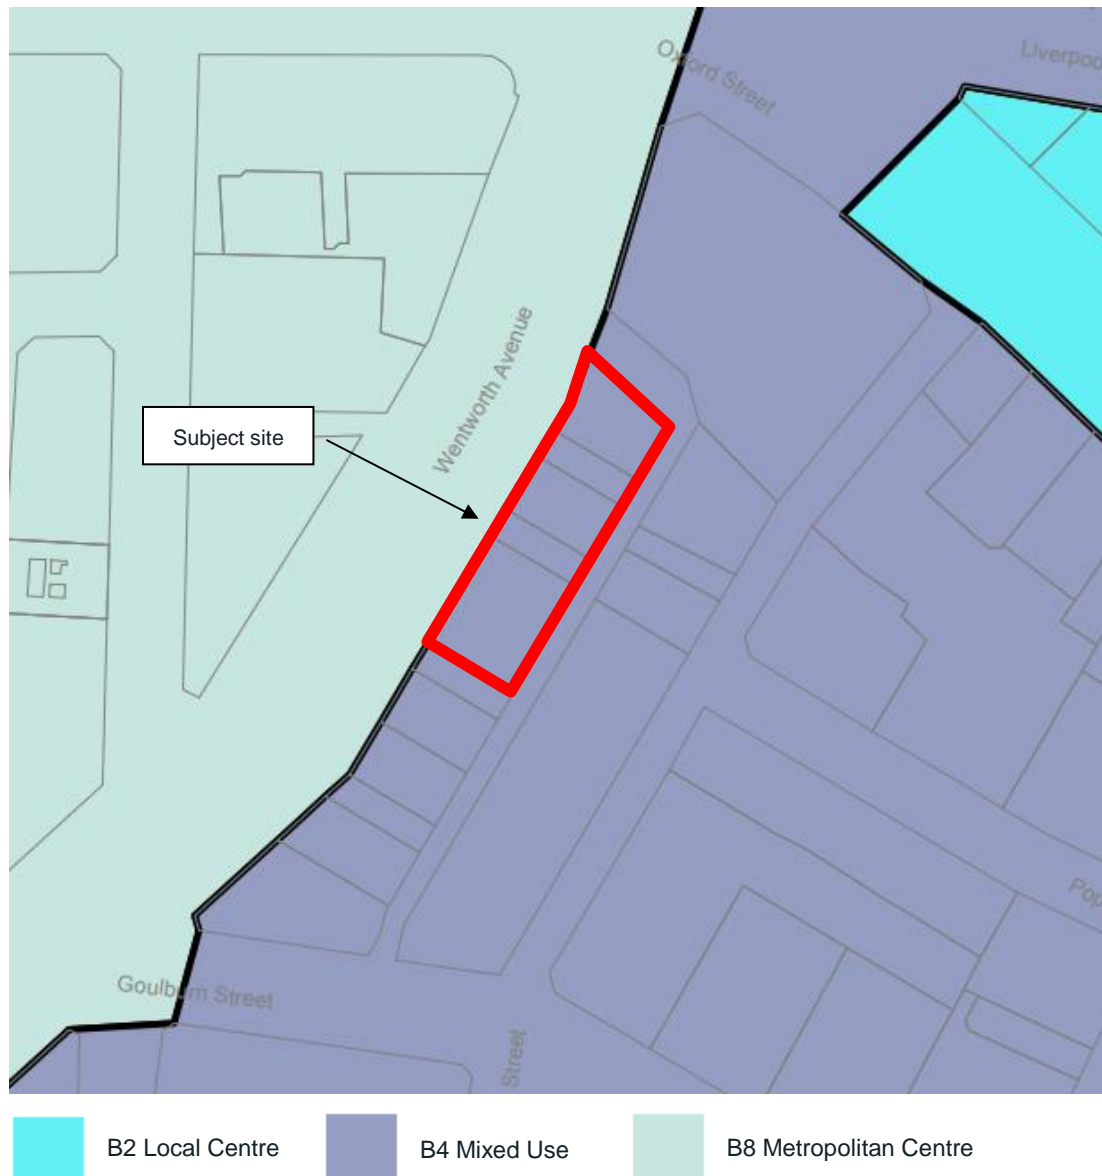 Oxford Street
Liverpoo
Wentworth Avenue
Subject site
Pop
Goulburn Street
Street
B2 Local Centre
B4 Mixed Use
B8 Metropolitan Centre